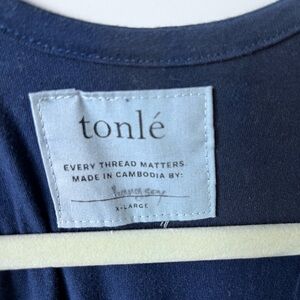 tonlé
EVERY THREAD MATTERS
MADE IN CAMBODIA BY:
X-LARGE